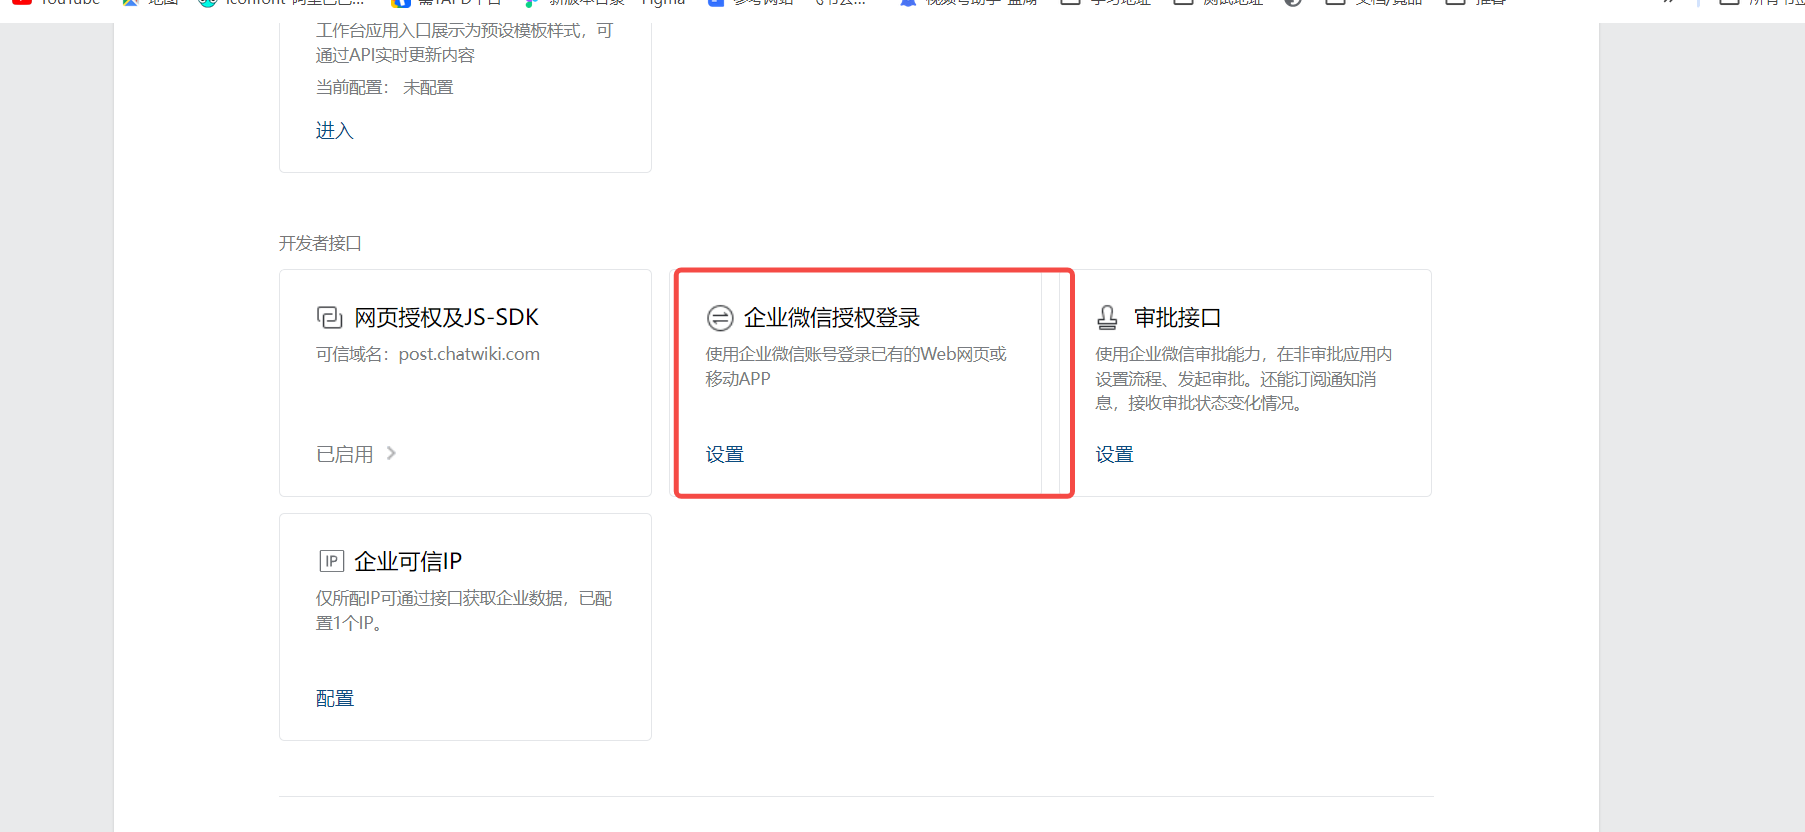 工作台应用入口展示为预设模板样式，可
通过API实时更新内容
当前配置： 未配置
进入
开发者接口
网页授权及JS-SDK
可信域名：post.chatwiki.com
已启用
企业微信授权登录
使用企业微信账号登录已有的Web网页或
移动APP
设置
审批接口
使用企业微信审批能力，在非审批应用内
设置流程、发起审批。还能订阅通知消
息，接收审批状态变化情况。
设置
IP 企业可信IP
仅所配IP可通过接口获取企业数据，已配
置1个IP。
配置